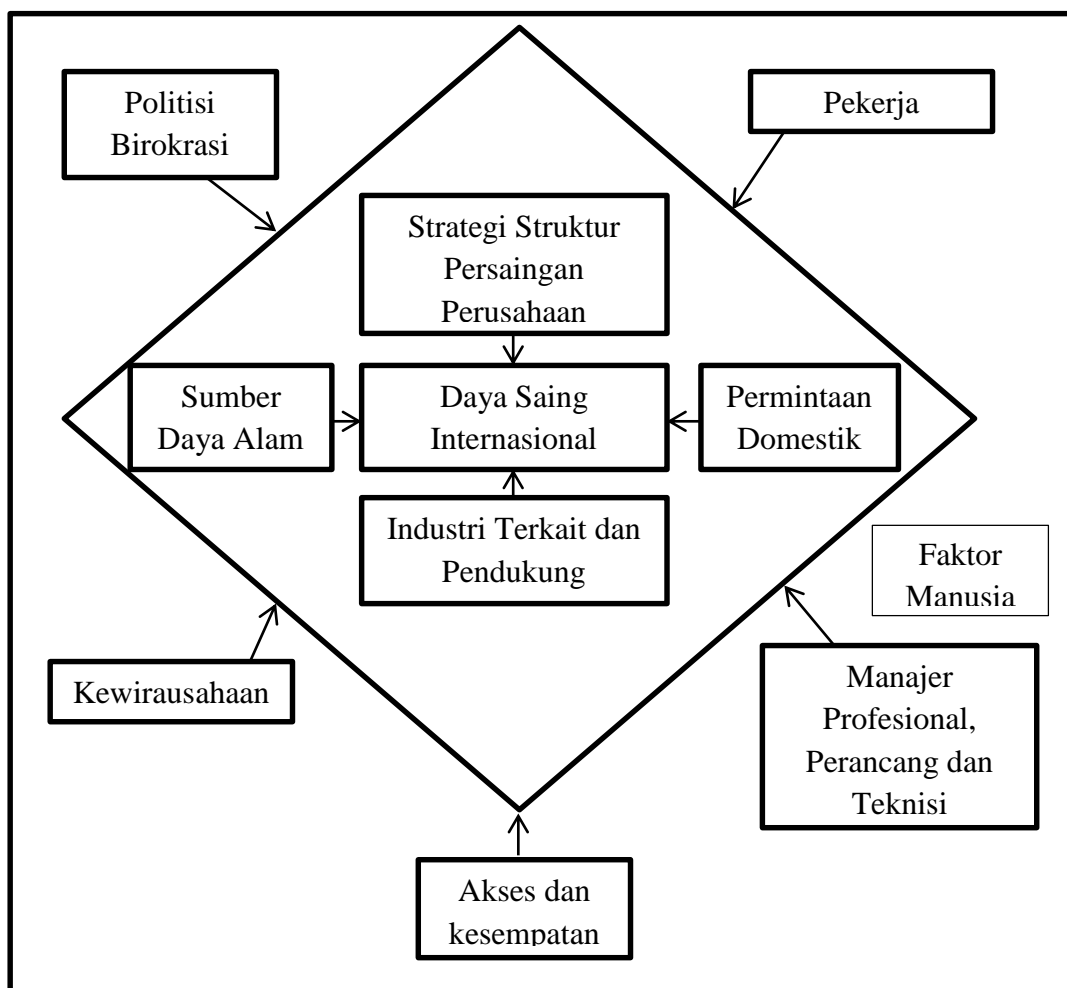 Politisi
Birokrasi
Pekerja
Strategi Struktur
Persaingan
Perusahaan
Sumber
Daya Alam
Daya Saing
Internasional
Permintaan
Domestik
Industri Terkait dan
Pendukung
Faktor
Manusia
Kewirausahaan
Manajer
Profesional,
Perancang dan
Teknisi
Akses dan
kesempatan